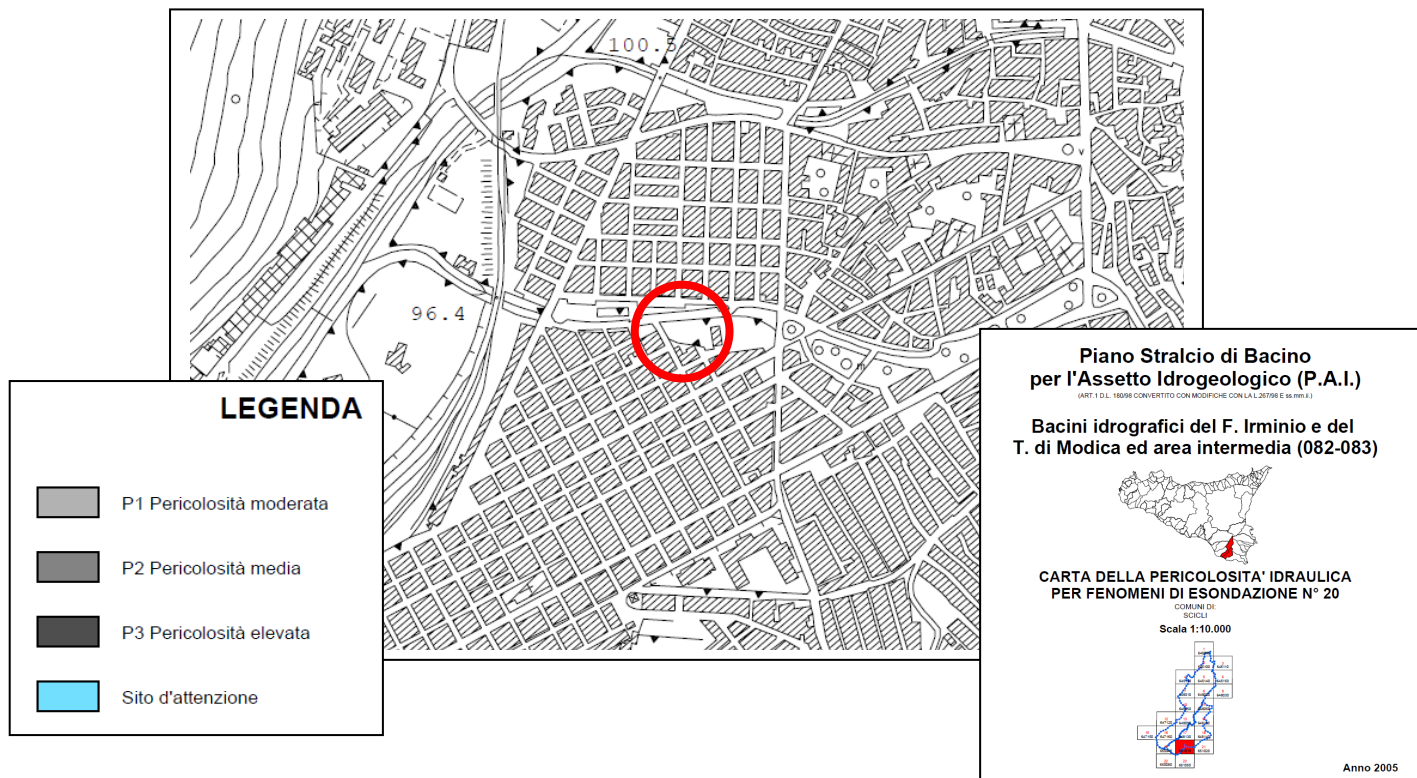 100.5
v
96.4
m
LEGENDA
P1 Pericolosità moderata
P2 Pericolosità media
P3 Pericolosità elevata
Sito d'attenzione
Piano Stralcio di Bacino
per l'Assetto Idrogeologico (P.A.I.)
(ART.1 D.L. 180/98 CONVERTITO CON MODIFICHE CON LA L.267/98 E ss.mm.ii.)
Bacini idrografici del F. Irminio e del
T. di Modica ed area intermedia (082-083)
CARTA DELLA PERICOLOSITA' IDRAULICA
PER FENOMENI DI ESONDAZIONE N° 20
COMUNI DI:
SCICLI
Scala 1:10.000
Anno 2005